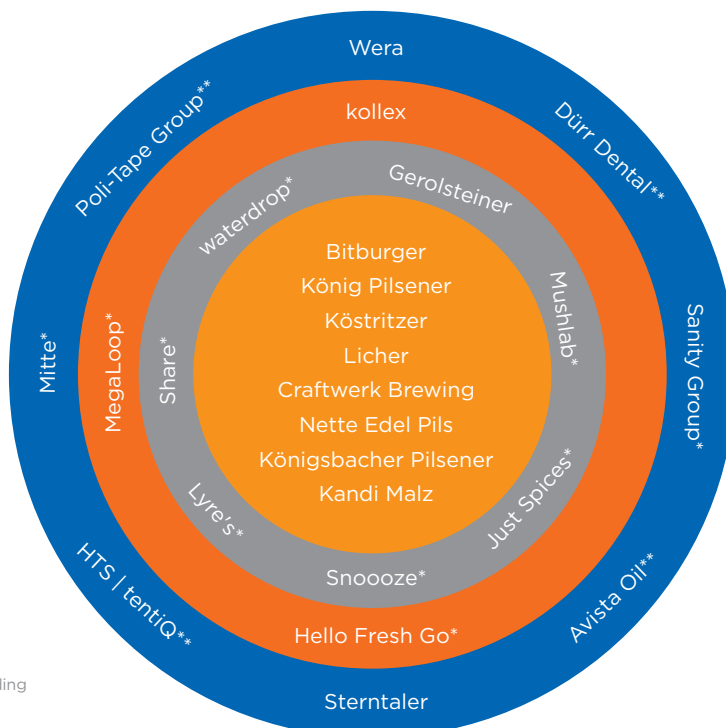 Wera
Poli-Tape Group**
Dürr Dental**
kollex
waterdrop*
Gerolsteiner
Bitburger
König Pilsener
Köstritzer
Licher
Craftwerk Brewing
Nette Edel Pils
Königsbacher Pilsener
Kandi Malz
Mushlab*
Sanity Group*
Mitte*
MegaLoop*
Share*
Lyre's*
Just Spices*
Snoooze*
HTS | tentiQ**
Avista Oil**
Hello Fresh Go*
Sterntaler